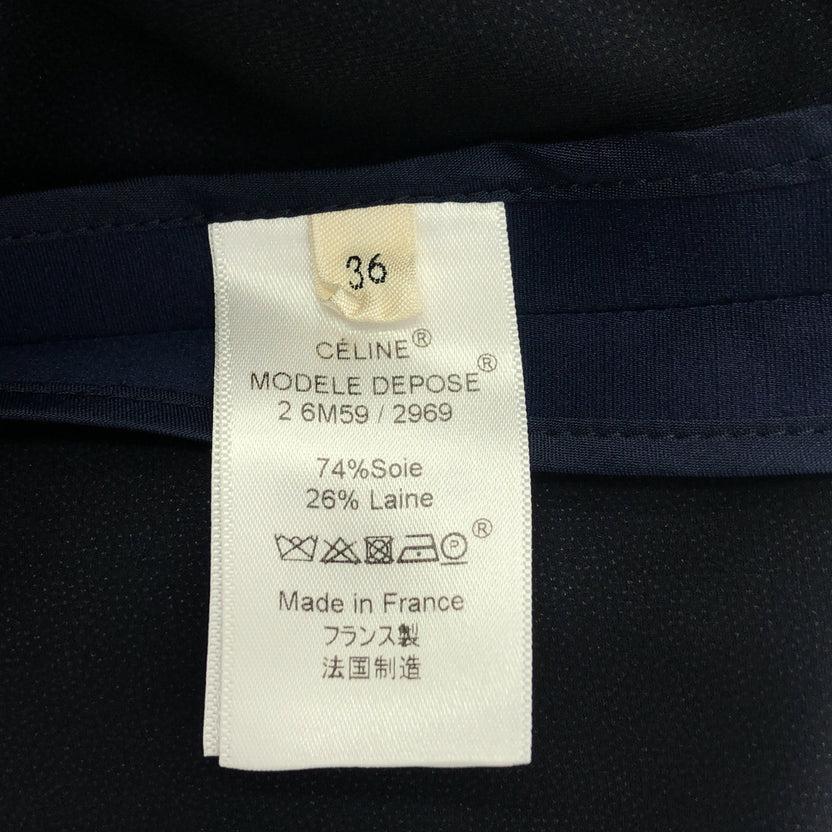 36
CÉLINE®
MODELE DEPOSE®
2 6M59 / 2969
74%Soie
26% Laine
P ®
Made in France
フランス製
法国制造